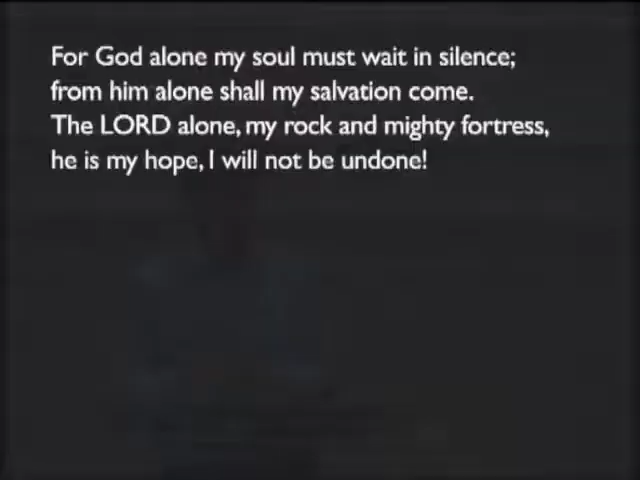 For God alone my soul must wait in silence;
from him alone shall my salvation come.
The LORD alone, my rock and mighty fortress,
he is my hope, I will not be undone!